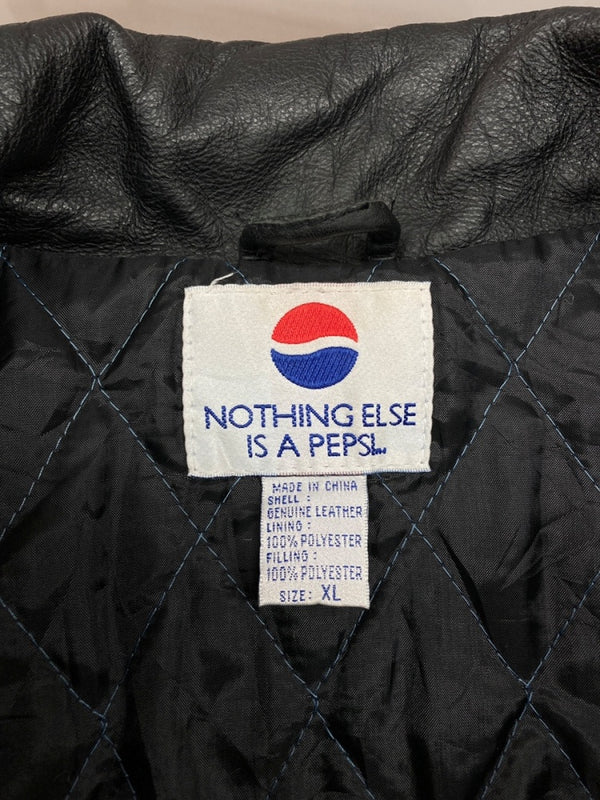 NOTHING ELSE
IS A PEPSI
MADE IN CHINA
SHELL :
GENUINE LEATHER
LINING :
100% POLYESTER
FILLING :
100% POLYESTER
SIZE: XL